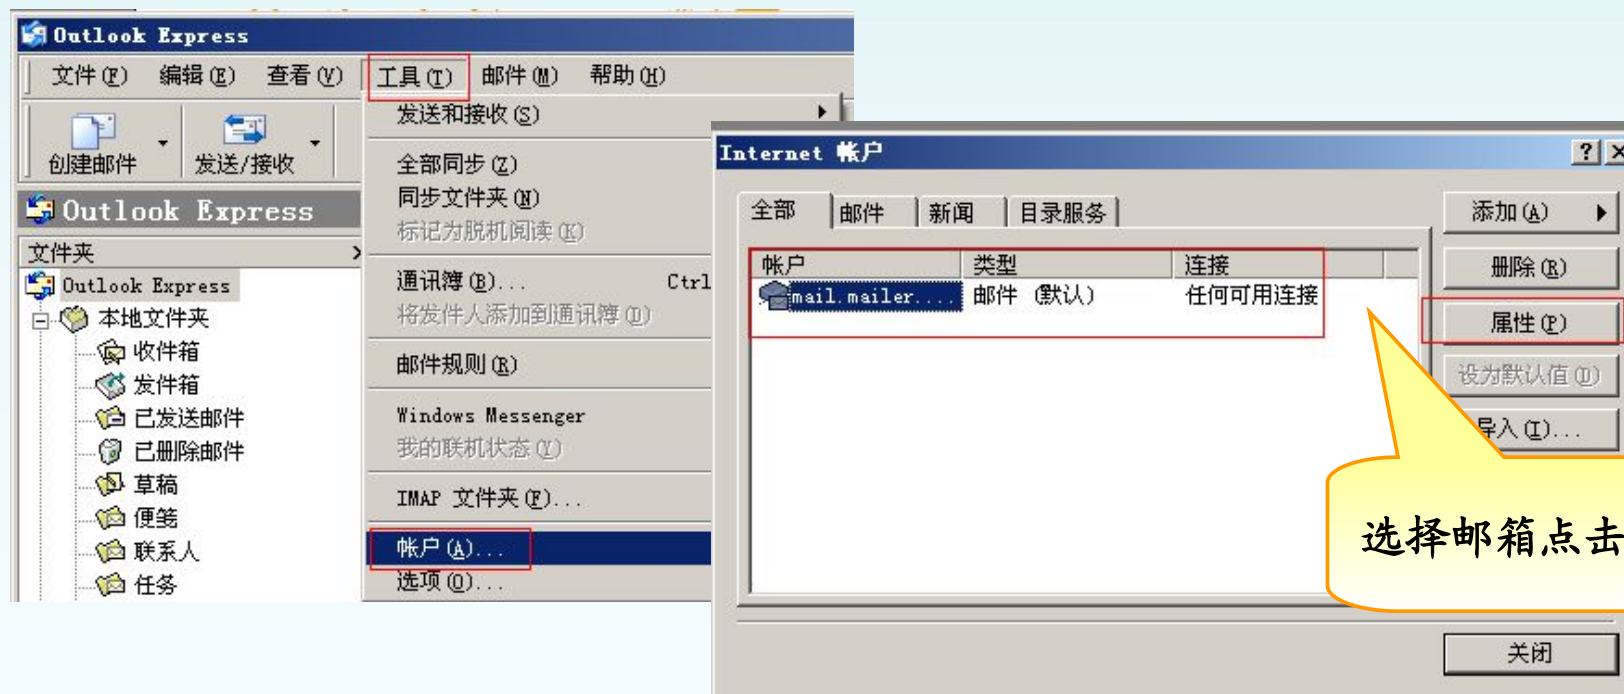 Outlook Express
文件(F) 编辑(E) 查看(V) 工具(T) 邮件(M) 帮助(H)
创建邮件 发送/接收
Outlook Express
文件夹
Outlook Express
本地文件夹
收件箱
发件箱
已发送邮件
已删除邮件
草稿
便笺
联系人
任务
发送和接收(S)
全部同步(Z)
同步文件夹(N)
标记为脱机阅读(K)
通讯簿(B)... Ctrl
将发件人添加到通讯簿(D)
邮件规则(R)
Windows Messenger
我的联机状态(Y)
IMAP 文件夹(F)...
帐户(A)...
选项(O)...
Internet 帐户
全部 邮件 新闻 目录服务
帐户 类型 连接
mail.mailer.... 邮件 (默认) 任何可用连接
添加(A)
删除(R)
属性(P)
设为默认值(D)
导入(I)...
选择邮箱点击
关闭